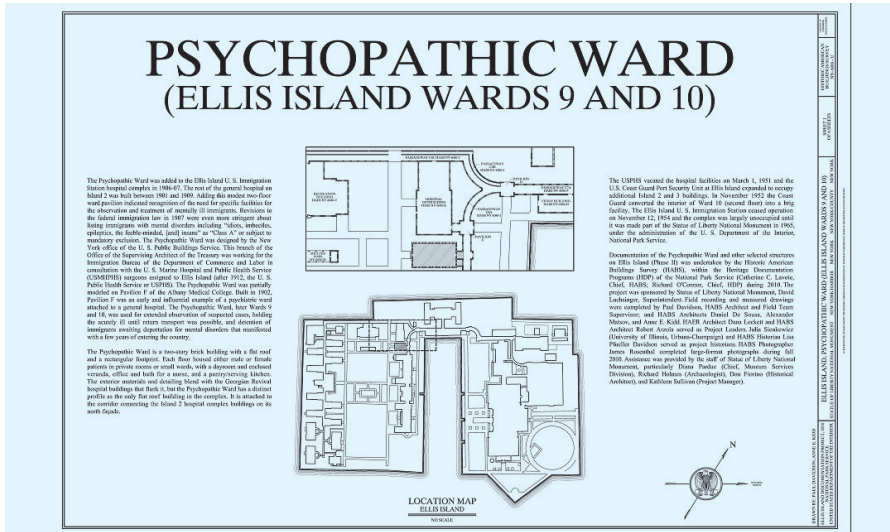 PSYCHOPATHIC WARD
(ELLIS ISLAND WARDS 9 AND 10)
The Psychopathic Ward was added to the Ellis Island U. S. Immigration
Station hospital complex in 1906-07. The rest of the general hospital on
Island 2 was built between 1901 and 1909. Adding this modest two-floor
ward pavilion indicated recognition of the need for specific facilities for
the observation and treatment of mentally ill immigrants. Revisions to
the federal immigration law in 1907 were even more stringent about
listing immigrants with mental disorders including "idiots, imbeciles,
epileptics, the feeble-minded, [and] insane" as "Class A" or subject to
mandatory exclusion. The Psychopathic Ward was designed by the New
York office of the U. S. Public Buildings Service. This branch of the
Office of the Supervising Architect of the Treasury was working for the
Immigration Bureau of the Department of Commerce and Labor in
consultation with the U. S. Marine Hospital and Public Health Service
(USMHPHS) surgeons assigned to Ellis Island (after 1912, the U. S.
Public Health Service or USPHS). The Psychopathic Ward was partially
modeled on Pavilion F of the Albany Medical College. Built in 1902,
Pavilion F was an early and influential example of a psychiatric ward
attached to a general hospital. The Psychopathic Ward, later Wards 9
and 10, was used for extended observation of suspected cases, holding
the acutely ill until return transport was possible, and detention of
immigrants awaiting deportation for mental disorders that manifested
with a few years of entering the country.
The Psychopathic Ward is a two-story brick building with a flat roof
and a rectangular footprint. Each floor housed either male or female
patients in private rooms or small wards, with a dayroom and enclosed
veranda, office and bath for a nurse, and a pantry/serving kitchen.
The exterior materials and detailing blend with the Georgian Revival
hospital buildings that flank it, but the Psychopathic Ward has a distinct
profile as the only flat roof building in the complex. It is attached to
the corridor connecting the Island 2 hospital complex buildings on its
north façade.
PAVILION
LOCATION MAP
ELLIS ISLAND
NO SCALE
The USPHS vacated the hospital facilities on March 1, 1951 and the
U.S. Coast Guard Port Security Unit at Ellis Island expanded to occupy
additional Island 2 and 3 buildings. In November 1952 the Coast
Guard converted the interior of Ward 10 (second floor) into a brig
facility. The Ellis Island U. S. Immigration Station ceased operation
on November 12, 1954 and the complex was largely unoccupied until
it was made part of the Statue of Liberty National Monument in 1965,
under the administration of the U. S. Department of the Interior,
National Park Service.
Documentation of the Psychopathic Ward and other selected structures
on Ellis Island (Phase II) was undertaken by the Historic American
Buildings Survey (HABS), within the Heritage Documentation
Programs (HDP) of the National Park Service (Catherine C. Lavoie,
Chief, HABS; Richard O'Connor, Chief, HDP) during 2010. The
project was sponsored by Statue of Liberty National Monument, David
Luchsinger, Superintendent. Field recording and measured drawings
were completed by Paul Davidson, HABS Architect and Field Team
Supervisor; and HABS Architects Daniel De Sousa, Alexander
Matsov, and Anne E. Kidd. HAER Architect Dana Lockett and HABS
Architect Robert Arzola served as Project Leaders. Julia
(University of Illinois, Urbana-Champaign) and HABS Historian Lisa
Pfueller Davidson served as project historians. HABS Photographer
James Rosenthal completed large-format photographs during fall
2010. Assistance was provided by the staff of Statue of Liberty National
Monument, particularly Diana Pardue (Chief, Museum Services
Division), Richard Holmes (Archaeologist), Don Fiorino (Historical
Architect), and Kathleen Sullivan (Project Manager).
N
ELLIS ISLAND, PSYCHOPATHIC WARD (ELLIS ISLAND WARDS 9 AND 10)